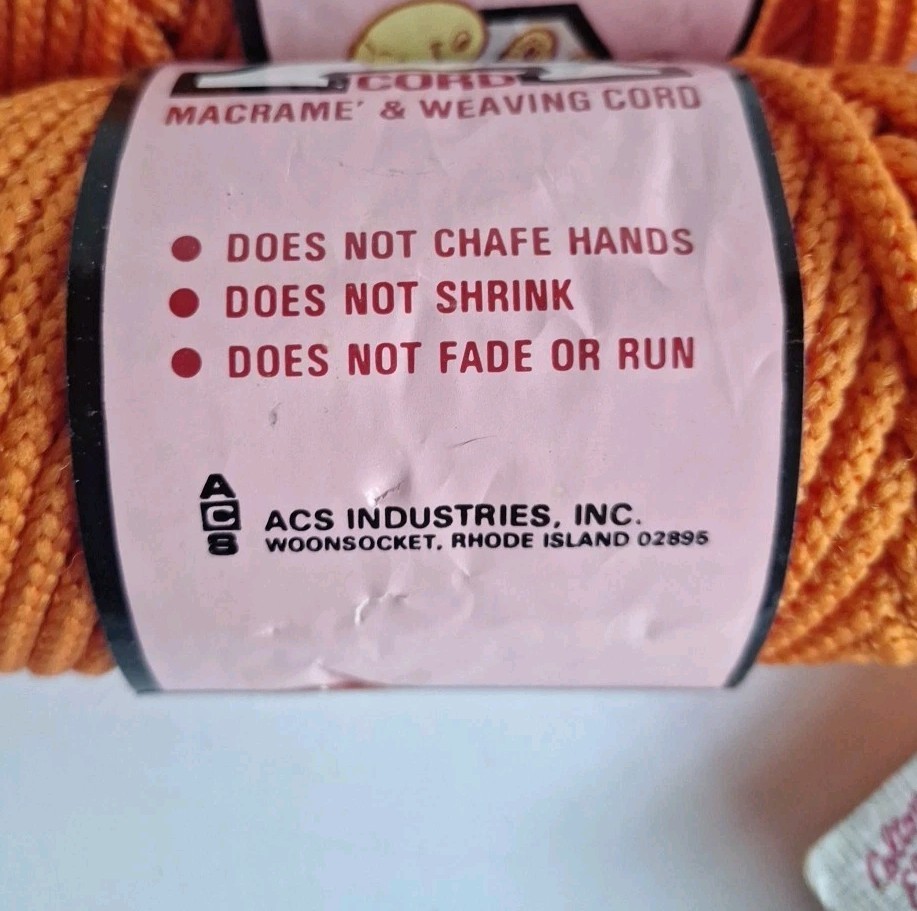 CORD
MACRAME' & WEAVING CORD
● DOES NOT CHAFE HANDS
● DOES NOT SHRINK
● DOES NOT FADE OR RUN
ACS
ACS INDUSTRIES, INC.
WOONSOCKET, RHODE ISLAND 02895